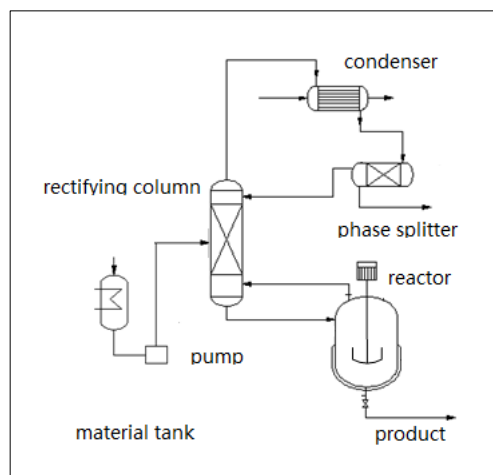 condenser
rectifying column
phase splitter
reactor
pump
material tank
product